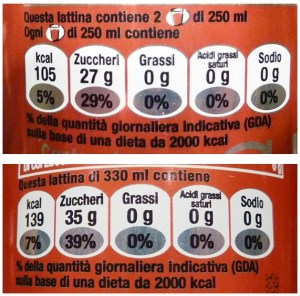 Questa lattina contiene 2 di 250 ml
Ogni di 250 ml contiene
kcal Zuccheri Grassi Acidi grassi saturi Sodio
105 27 g 0 g 0 g 0 g
5% 29% 0% 0% 0%
% della quantità giornaliera indicativa (GDA)
sulla base di una dieta da 2000 kcal
Questa lattina di 330 ml contiene
kcal Zuccheri Grassi Acidi grassi saturi Sodio
139 35 g 0 g 0 g 0 g
7% 39% 0% 0% 0%
% della quantità giornaliera indicativa (GDA)
sulla base di una dieta da 2000 kcal